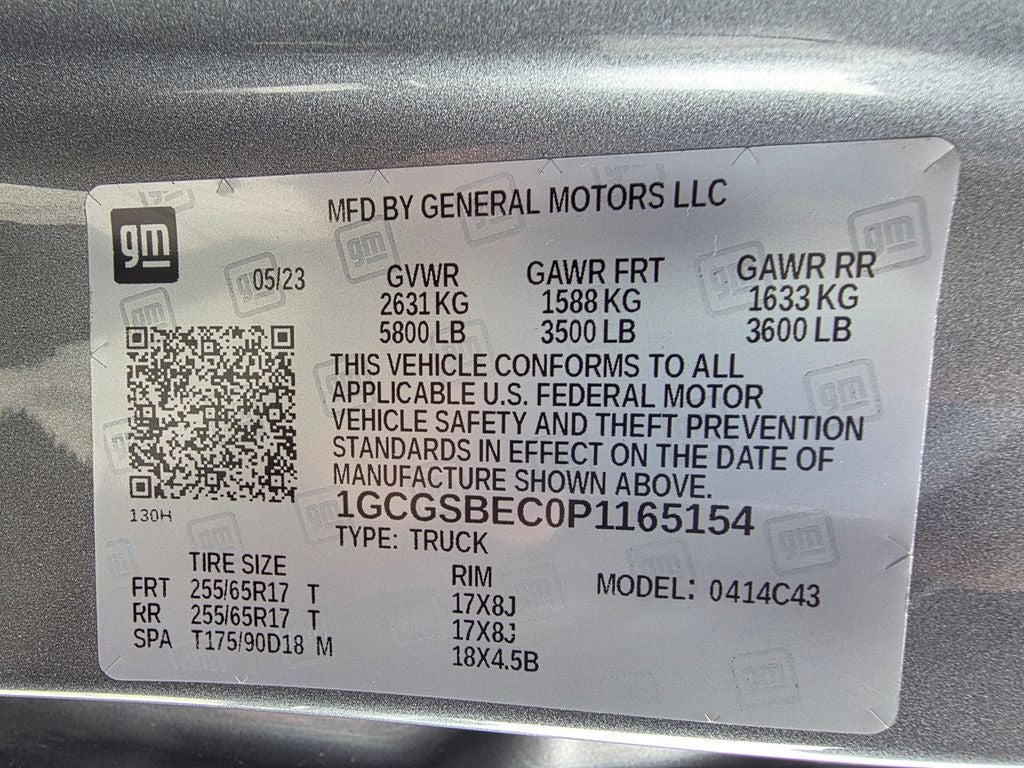 gm
MFD BY GENERAL MOTORS LLC
05/23
GVWR GAWR FRT GAWR RR
2631 KG 1588 KG 1633 KG
5800 LB 3500 LB 3600 LB
THIS VEHICLE CONFORMS TO ALL
APPLICABLE U.S. FEDERAL MOTOR
VEHICLE SAFETY AND THEFT PREVENTION
STANDARDS IN EFFECT ON THE DATE OF
MANUFACTURE SHOWN ABOVE.
130H
1GCGSBEC0P1165154
TYPE: TRUCK
TIRE SIZE RIM MODEL: 0414C43
FRT 255/65R17 T 17X8J
RR 255/65R17 T 17X8J
SPA T175/90D18 M 18X4.5B